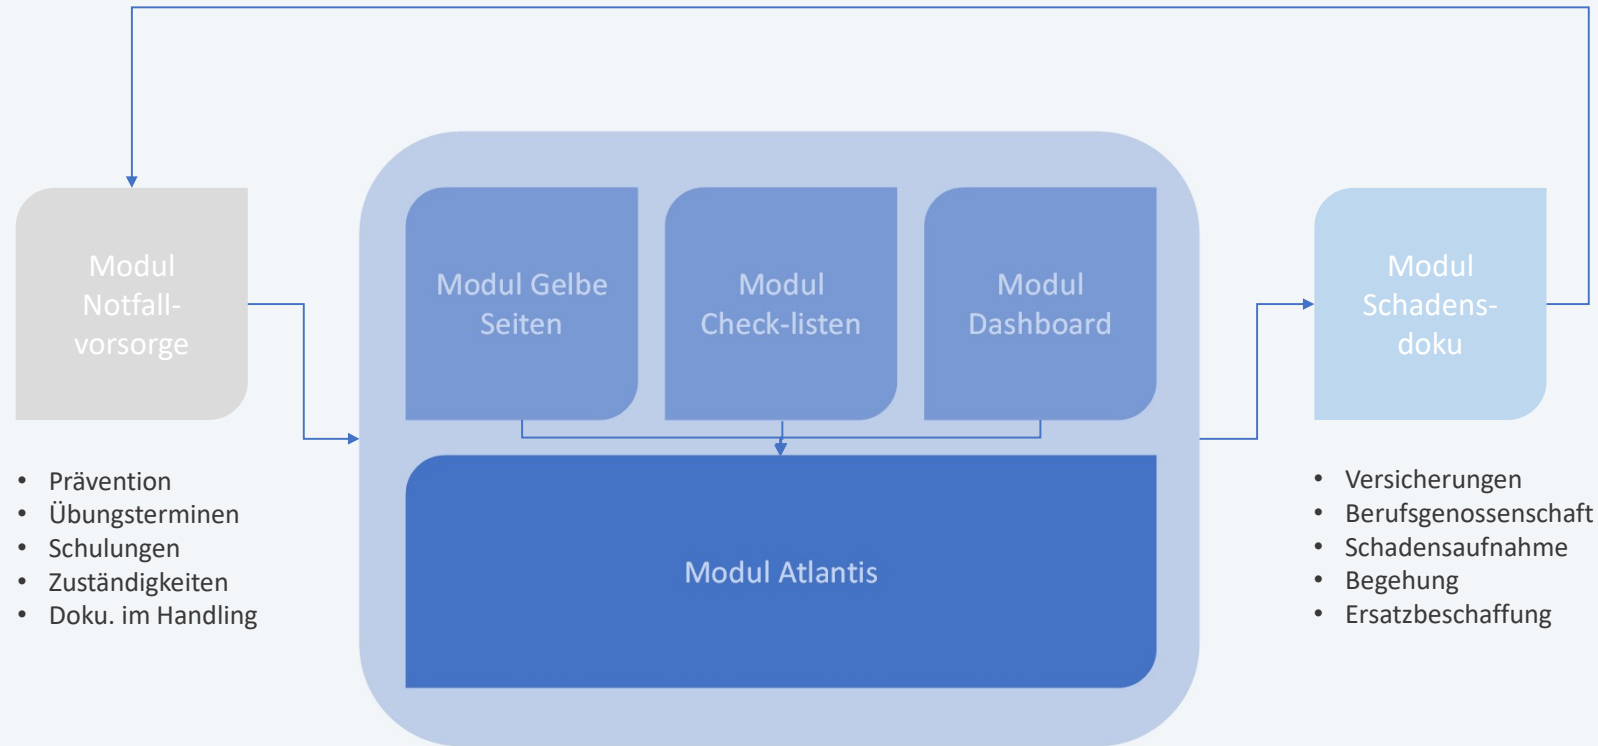 Modul
Notfall-
vorsorge
Modul Gelbe
Seiten
Modul
Check-listen
Modul
Dashboard
Modul
Schadens-
doku
Modul Atlantis
• Prävention
• Übungsterminen
• Schulungen
• Zuständigkeiten
• Doku. im Handling
• Versicherungen
• Berufsgenossenschaft
• Schadensaufnahme
• Begehung
• Ersatzbeschaffung